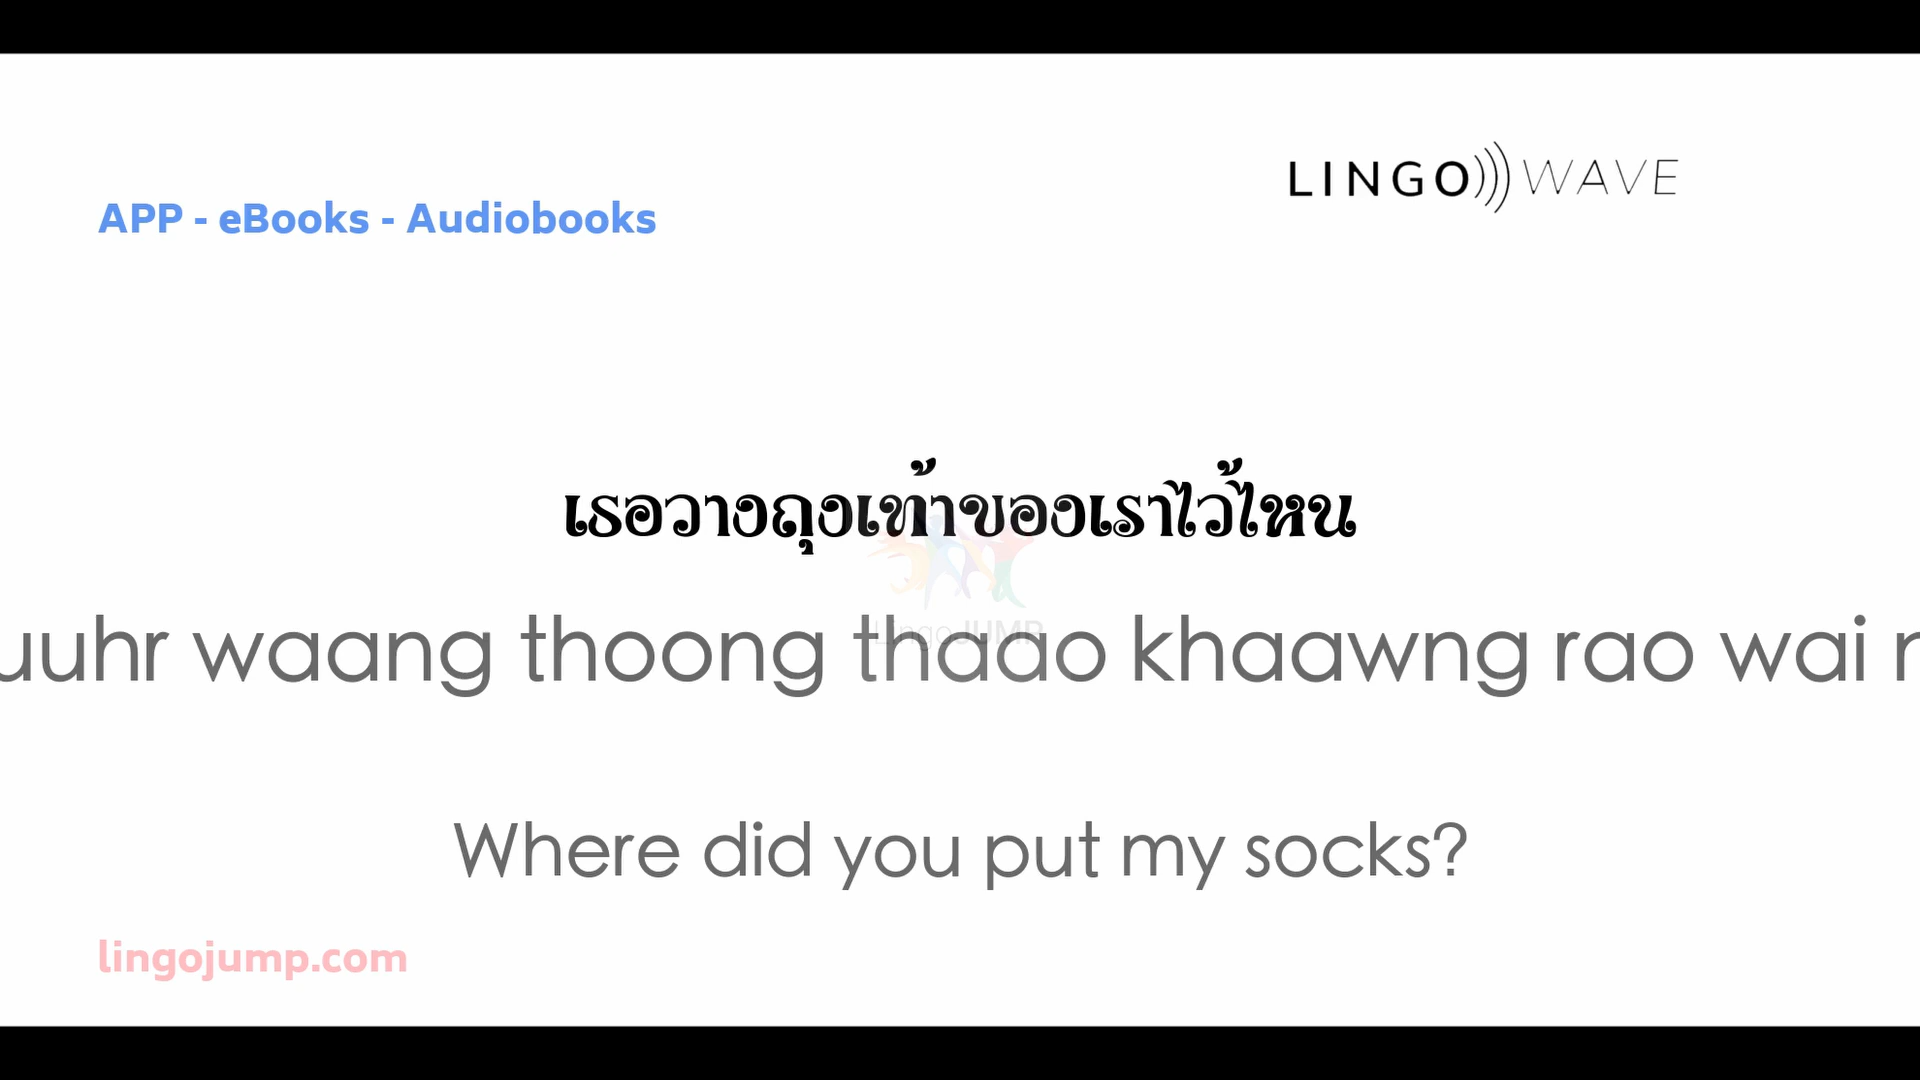 LINGO WAVE
APP - eBooks - Audiobooks
เธอวางถุงเท้าของเราไว้ไหน
LingoJUMP
uuhr waang thoong thaao khaawng rao wai
Where did you put my socks?
lingojump.com